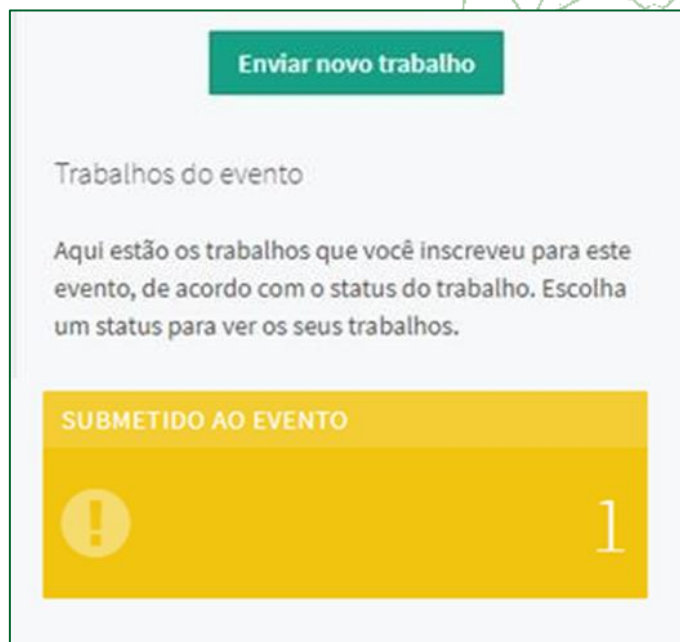 Enviar novo trabalho
Trabalhos do evento
Aqui estão os trabalhos que você inscreveu para este
evento, de acordo com o status do trabalho. Escolha
um status para ver os seus trabalhos.
SUBMETIDO AO EVENTO
!
1